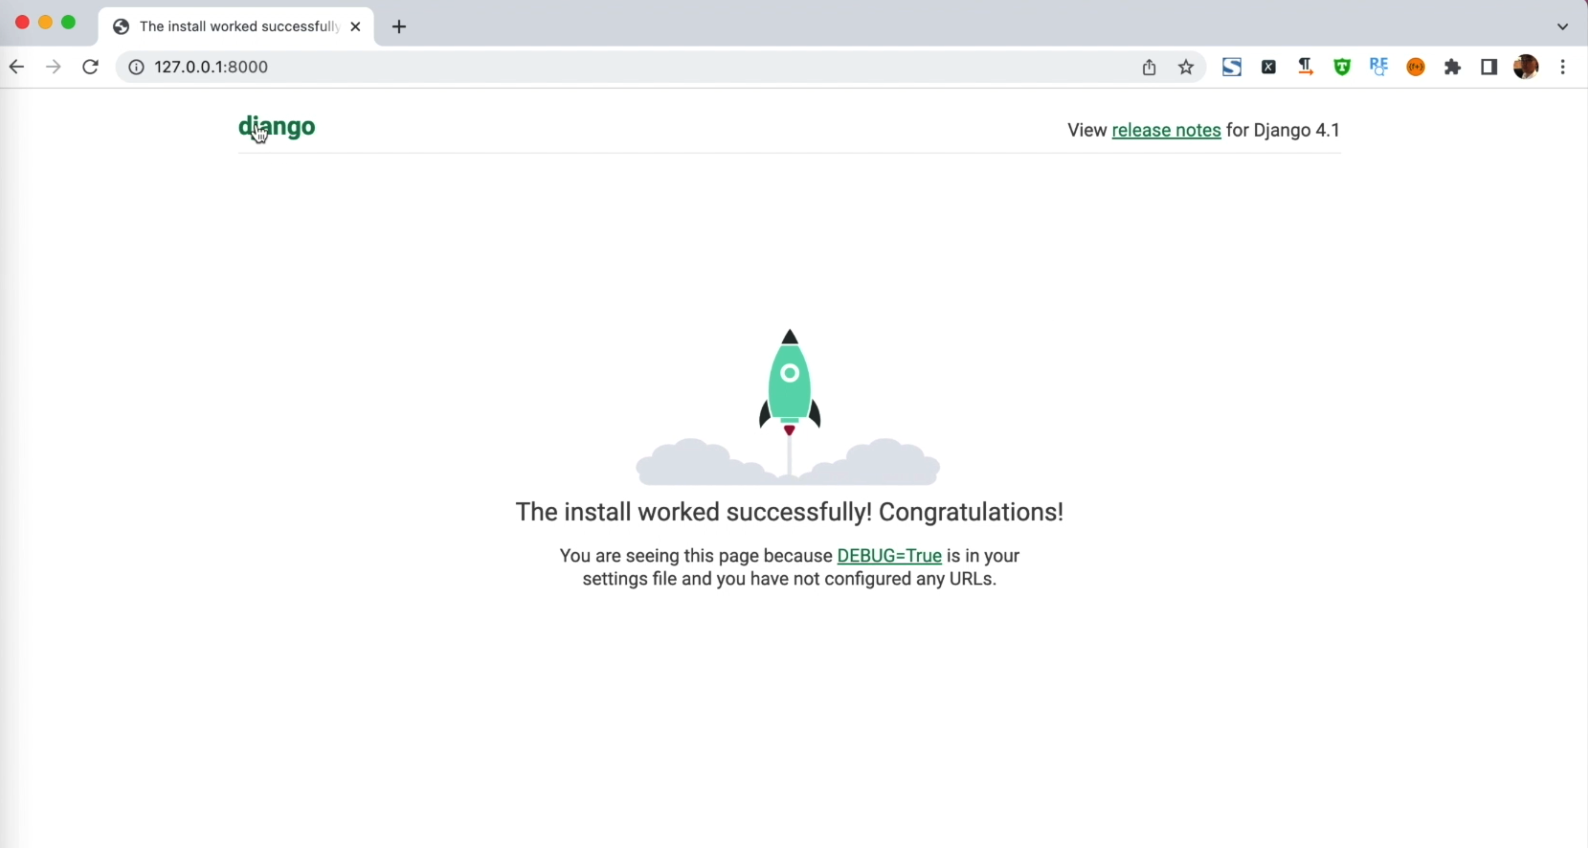 The install worked successfully
127.0.0.1:8000
django
View release notes for Django 4.1
The install worked successfully! Congratulations!
You are seeing this page because DEBUG=True is in your
settings file and you have not configured any URLs.